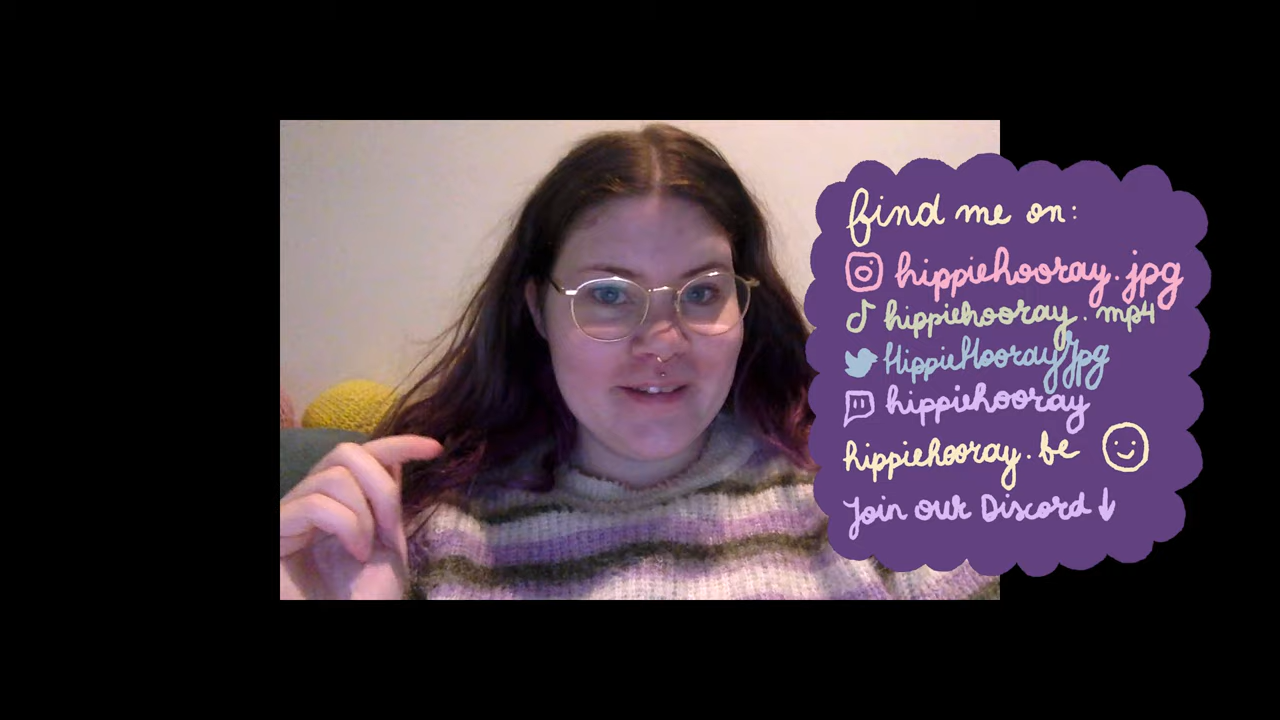 find me on:
hippiehooray.jpg
hippiehooray.mp4
HippieHoorayJpg
hippiehooray
hippiehooray.be
Join our Discord ↓